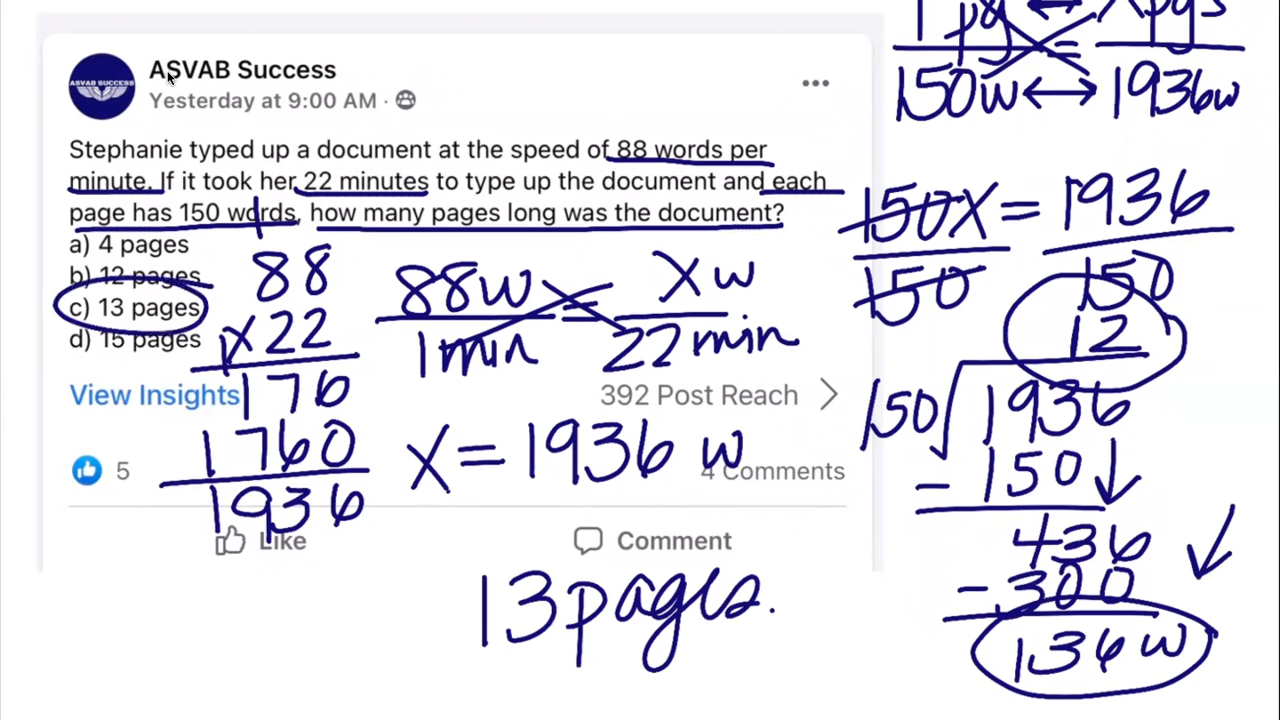 ASVAB SUCCESS
ASVAB Success
Yesterday at 9:00 AM ·
Stephanie typed up a document at the speed of 88 words per
minute. If it took her 22 minutes to type up the document and each
page has 150 words, how many pages long was the document?
a) 4 pages
b) 12 pages
c) 13 pages
d) 15 pages
View Insights
392 Post Reach
5
4 Comments
Like
Comment
1
88
x22
1
176
1760
1936
88w = X w
1min 22 min
X = 1936 w
13 pages.
1 pg ↔ X pgs
=
150w ↔ 1936w
150X = 1936
150 150
12
150 1936
- 150
436
- 300
136 w